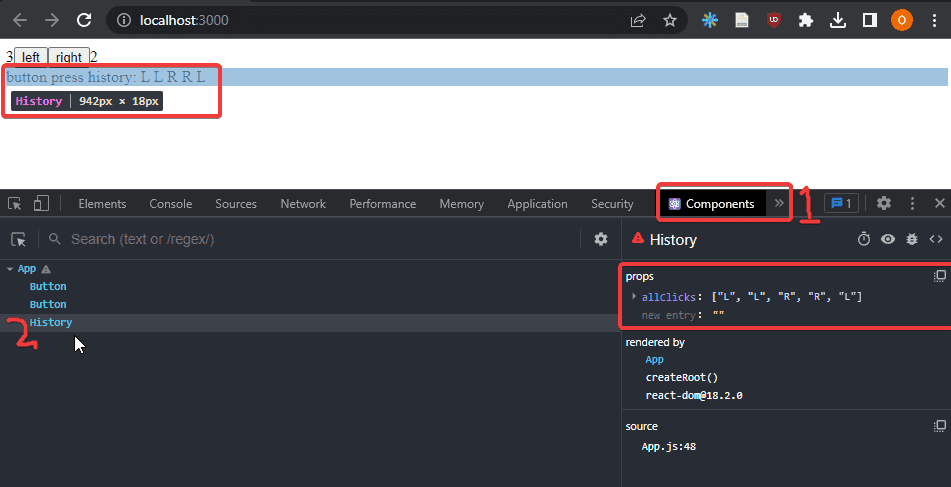 localhost:3000
O
3 left right 2
button press history: L L R R L
History | 942px × 18px
Elements Console Sources Network Performance Memory Application Security Components » 1 1
Search (text or /regex/)
History
App
Button
Button
History
2
props
allclicks: ["L", "L", "R", "R", "L"]
new entry: ""
rendered by
App
createRoot()
react-dom@18.2.0
source
App.js:48